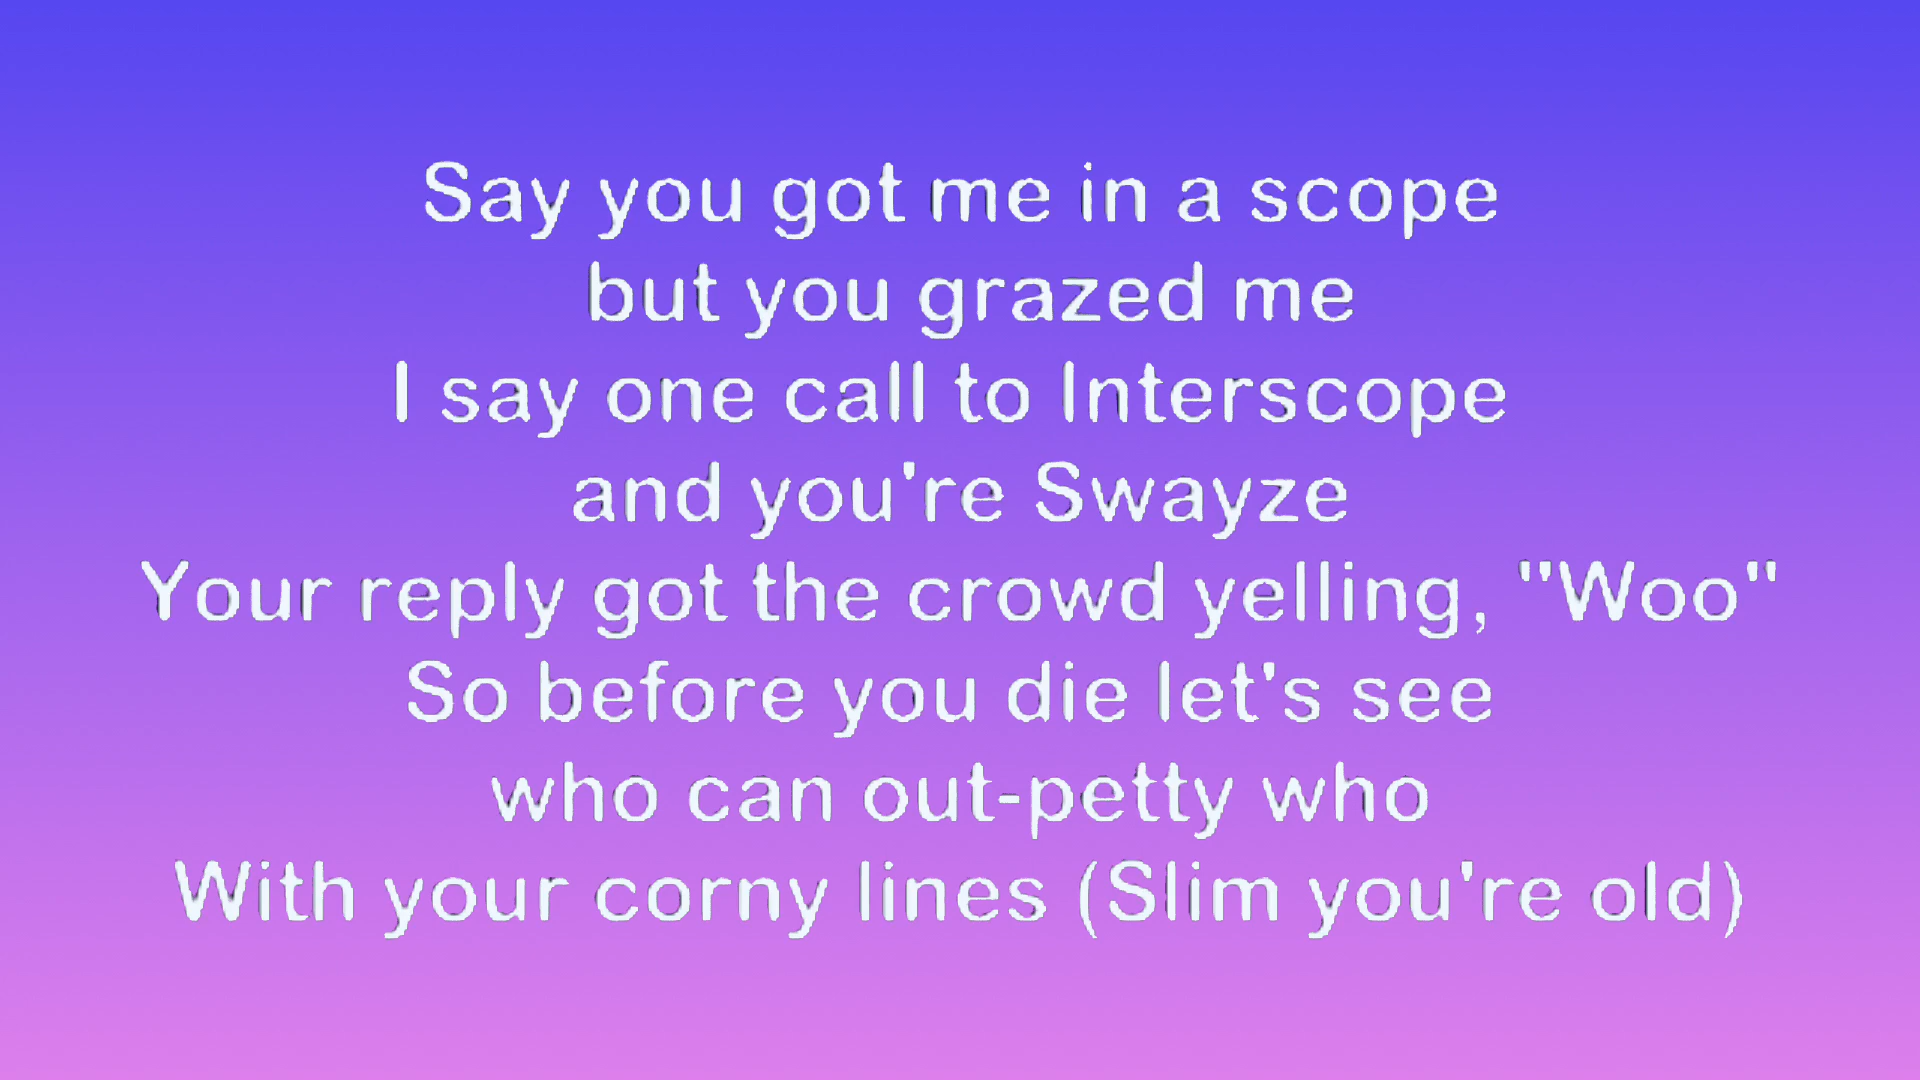 Say you got me in a scope
but you grazed me
I say one call to Interscope
and you're Swayze
Your reply got the crowd yelling, "Woo"
So before you die let's see
who can out-petty who
With your corny lines (Slim you're old)